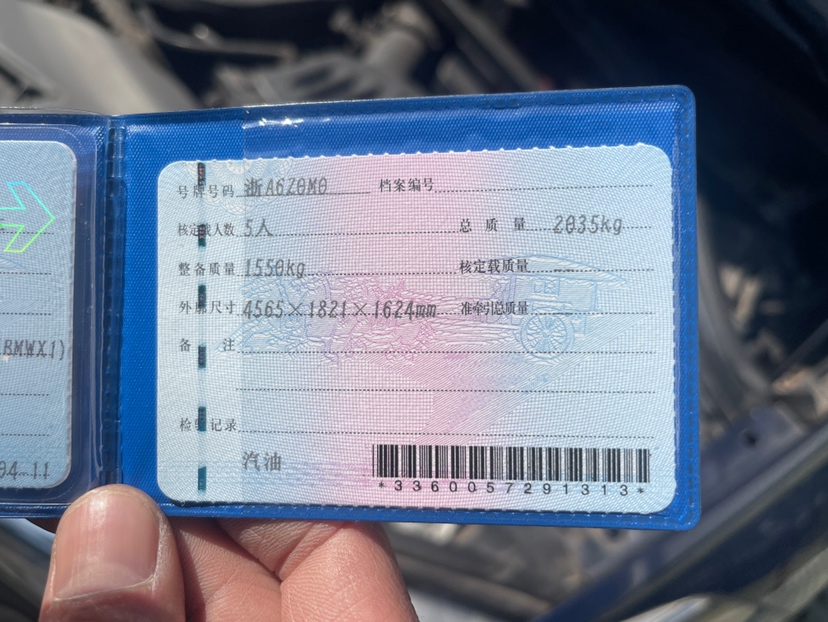 号牌号码 浙A6Z0M0 档案编号
核定载人数 5人 总质量 2035kg
整备质量 1550kg 核定载质量 --
外廓尺寸 4565×1821×1624mm 准牵引总质量
备注
RMWX1)
检验记录
汽油
04-11
*3360057291313*